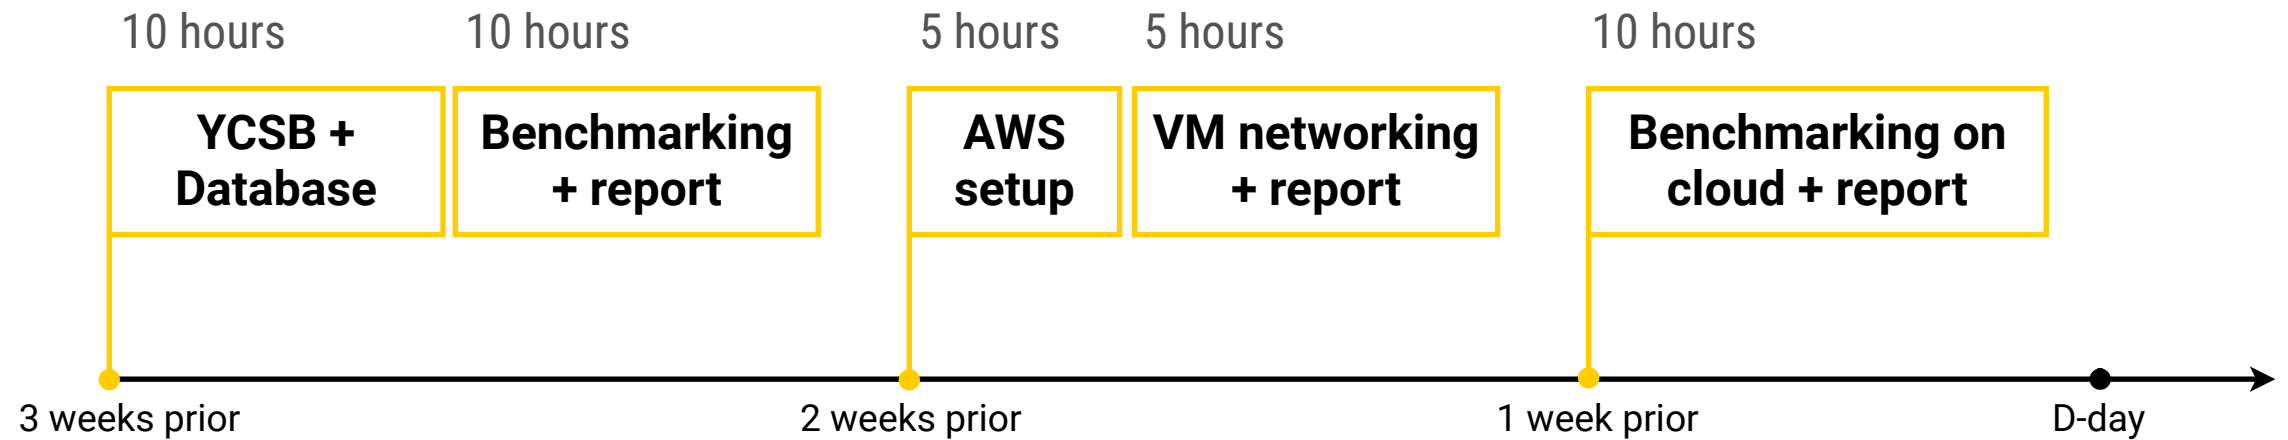 10 hours
10 hours
5 hours
5 hours
10 hours
YCSB +
Database
Benchmarking
+ report
AWS
setup
VM networking
+ report
Benchmarking on
cloud + report
3 weeks prior
2 weeks prior
1 week prior
D-day